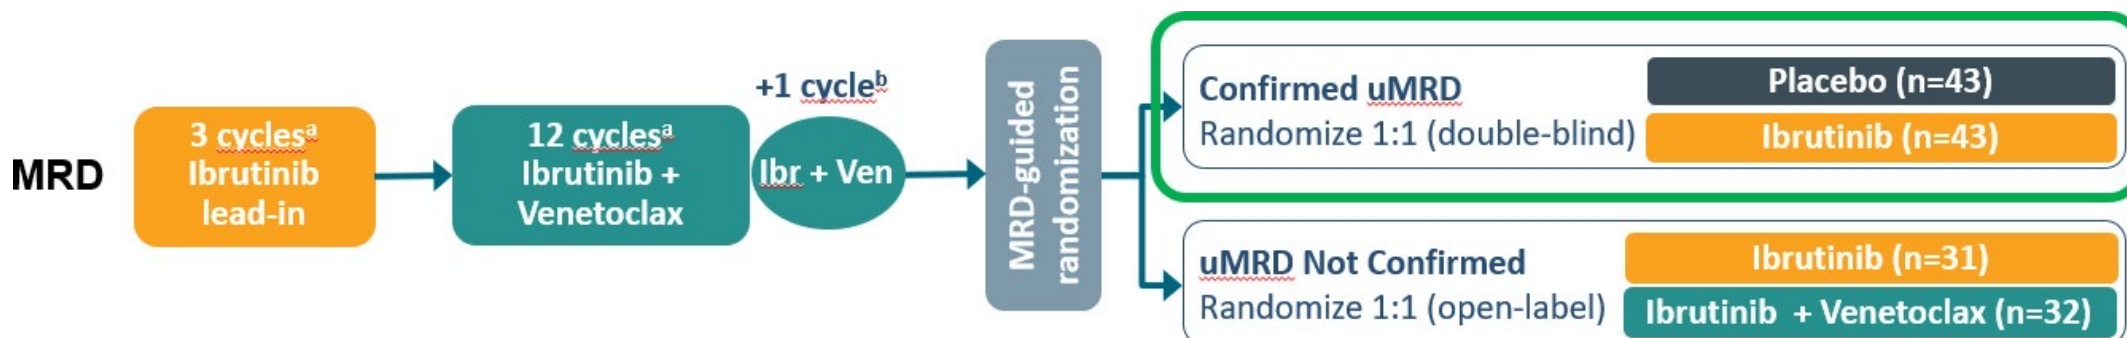 MRD
3 cyclesᵃ
Ibrutinib
lead-in
12 cyclesᵃ
Ibrutinib +
Venetoclax
+1 cycleᵇ
Ibr + Ven
MRD-guided
randomization
Confirmed uMRD
Randomize 1:1 (double-blind)
Placebo (n=43)
Ibrutinib (n=43)
uMRD Not Confirmed
Randomize 1:1 (open-label)
Ibrutinib (n=31)
Ibrutinib + Venetoclax (n=32)